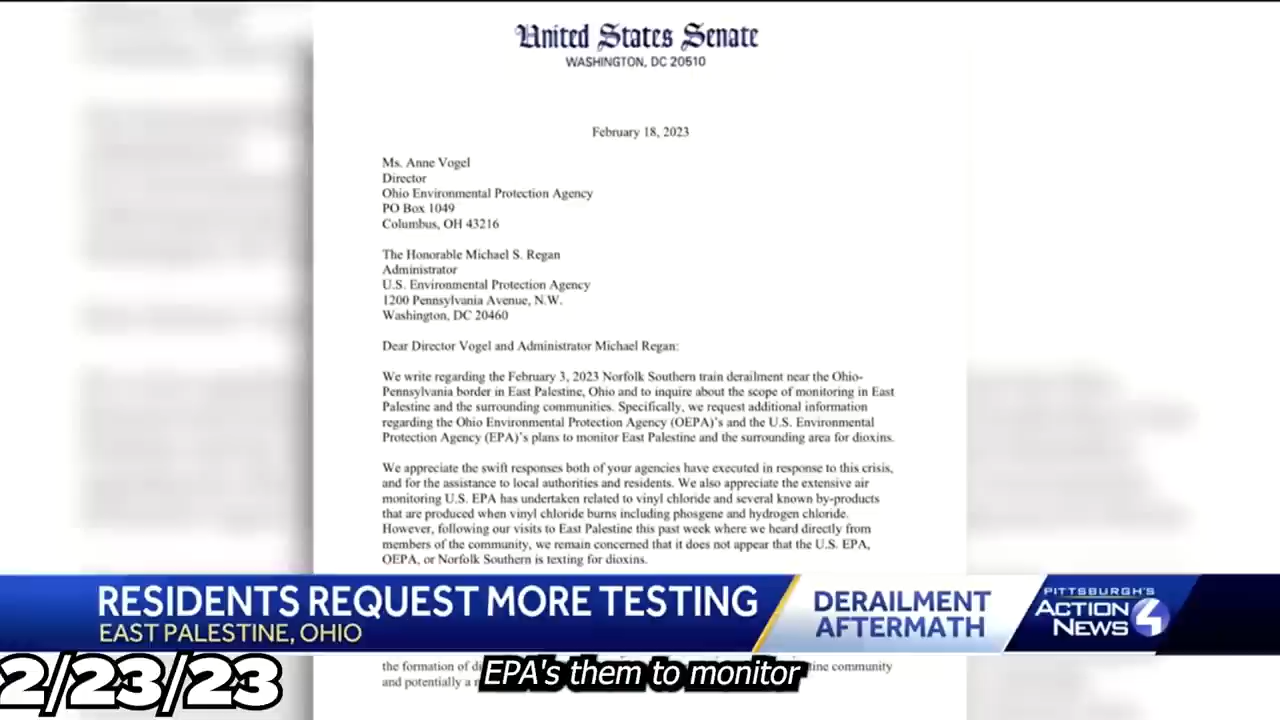 United States Senate
WASHINGTON, DC 20510
February 18, 2023
Ms. Anne Vogel
Director
Ohio Environmental Protection Agency
PO Box 1049
Columbus, OH 43216
The Honorable Michael S. Regan
Administrator
U.S. Environmental Protection Agency
1200 Pennsylvania Avenue, N.W.
Washington, DC 20460
Dear Director Vogel and Administrator Michael Regan:
We write regarding the February 3, 2023 Norfolk Southern train derailment near the Ohio-
Pennsylvania border in East Palestine, Ohio and to inquire about the scope of monitoring in East
Palestine and the surrounding communities. Specifically, we request additional information
regarding the Ohio Environmental Protection Agency (OEPA)'s and the U.S. Environmental
Protection Agency (EPA)'s plans to monitor East Palestine and the surrounding area for dioxins.
We appreciate the swift responses both of your agencies have executed in response to this crisis,
and for the assistance to local authorities and residents. We also appreciate the extensive air
monitoring U.S. EPA has undertaken related to vinyl chloride and several known by-products
that are produced when vinyl chloride burns including phosgene and hydrogen chloride.
However, following our visits to East Palestine this past week where we heard directly from
members of the community, we remain concerned that it does not appear that the U.S. EPA,
OEPA, or Norfolk Southern is texting for dioxins.
RESIDENTS REQUEST MORE TESTING
EAST PALESTINE, OHIO
DERAILMENT
AFTERMATH
PITTSBURGH'S
ACTION
NEWS 4
2/23/23
the formation of community
and potentially a
EPA's them to monitor